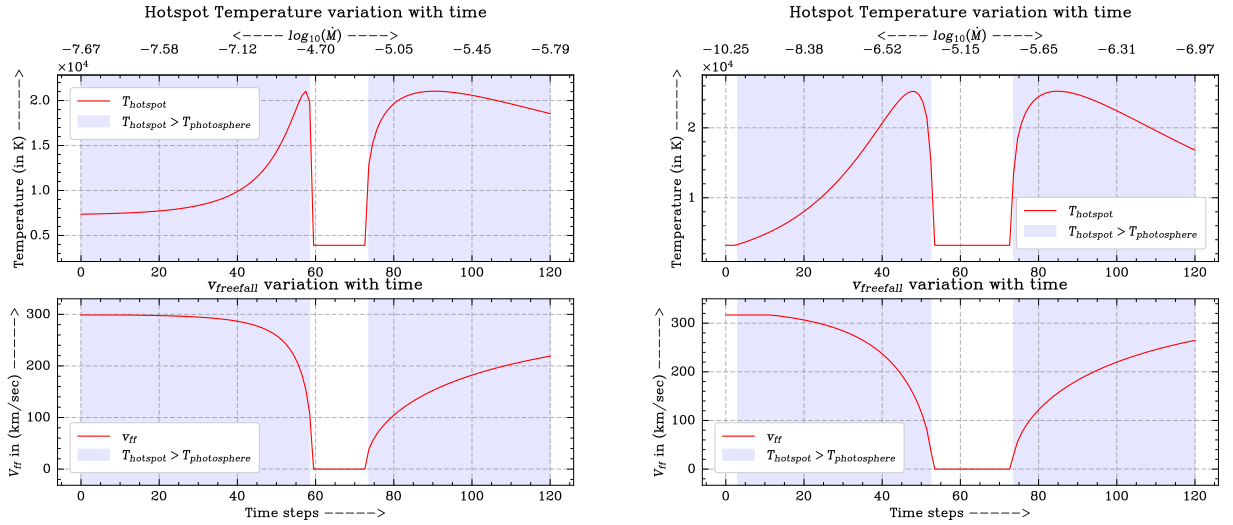 Hotspot Temperature variation with time
<---- log10(Ṁ) ---->
−7.67 −7.58 −7.12 −4.70 −5.05 −5.45 −5.79
×10⁴
Temperature (in K) ---->
2.0
1.5
1.0
0.5
T_hotspot
T_hotspot > T_photosphere
0 20 40 60 80 100 120
v_freefall variation with time
V_ff in (km/sec) ----->
300
200
100
0
v_ff
T_hotspot > T_photosphere
0 20 40 60 80 100 120
Time steps ----->
Hotspot Temperature variation with time
<---- log10(Ṁ) ---->
−10.25 −8.38 −6.52 −5.15 −5.65 −6.31 −6.97
×10⁴
Temperature (in K) ---->
2
1
T_hotspot
T_hotspot > T_photosphere
0 20 40 60 80 100 120
v_freefall variation with time
V_ff in (km/sec) ----->
300
200
100
0
v_ff
T_hotspot > T_photosphere
0 20 40 60 80 100 120
Time steps ----->